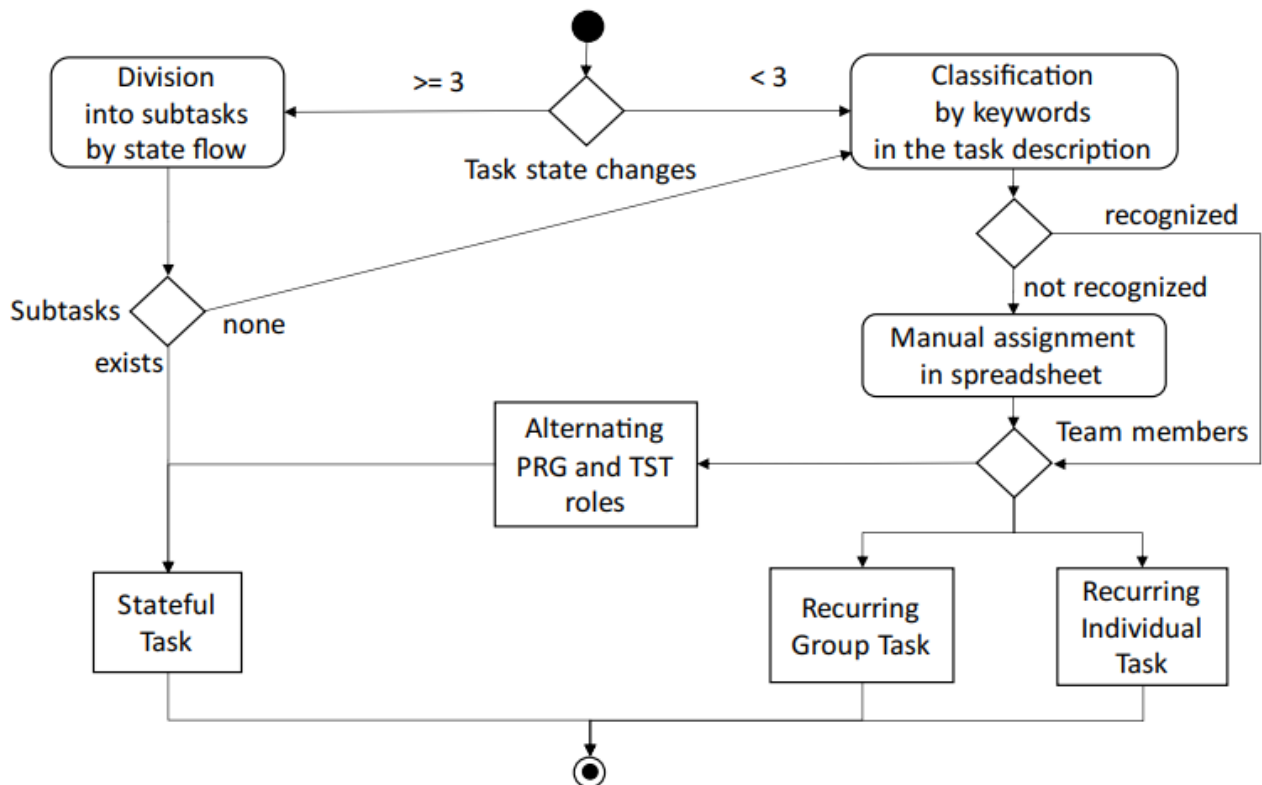 Division
into subtasks
by state flow
>= 3
< 3
Classification
by keywords
in the task description
Task state changes
recognized
not recognized
Subtasks
none
exists
Manual assignment
in spreadsheet
Team members
Alternating
PRG and TST
roles
Stateful
Task
Recurring
Group Task
Recurring
Individual
Task